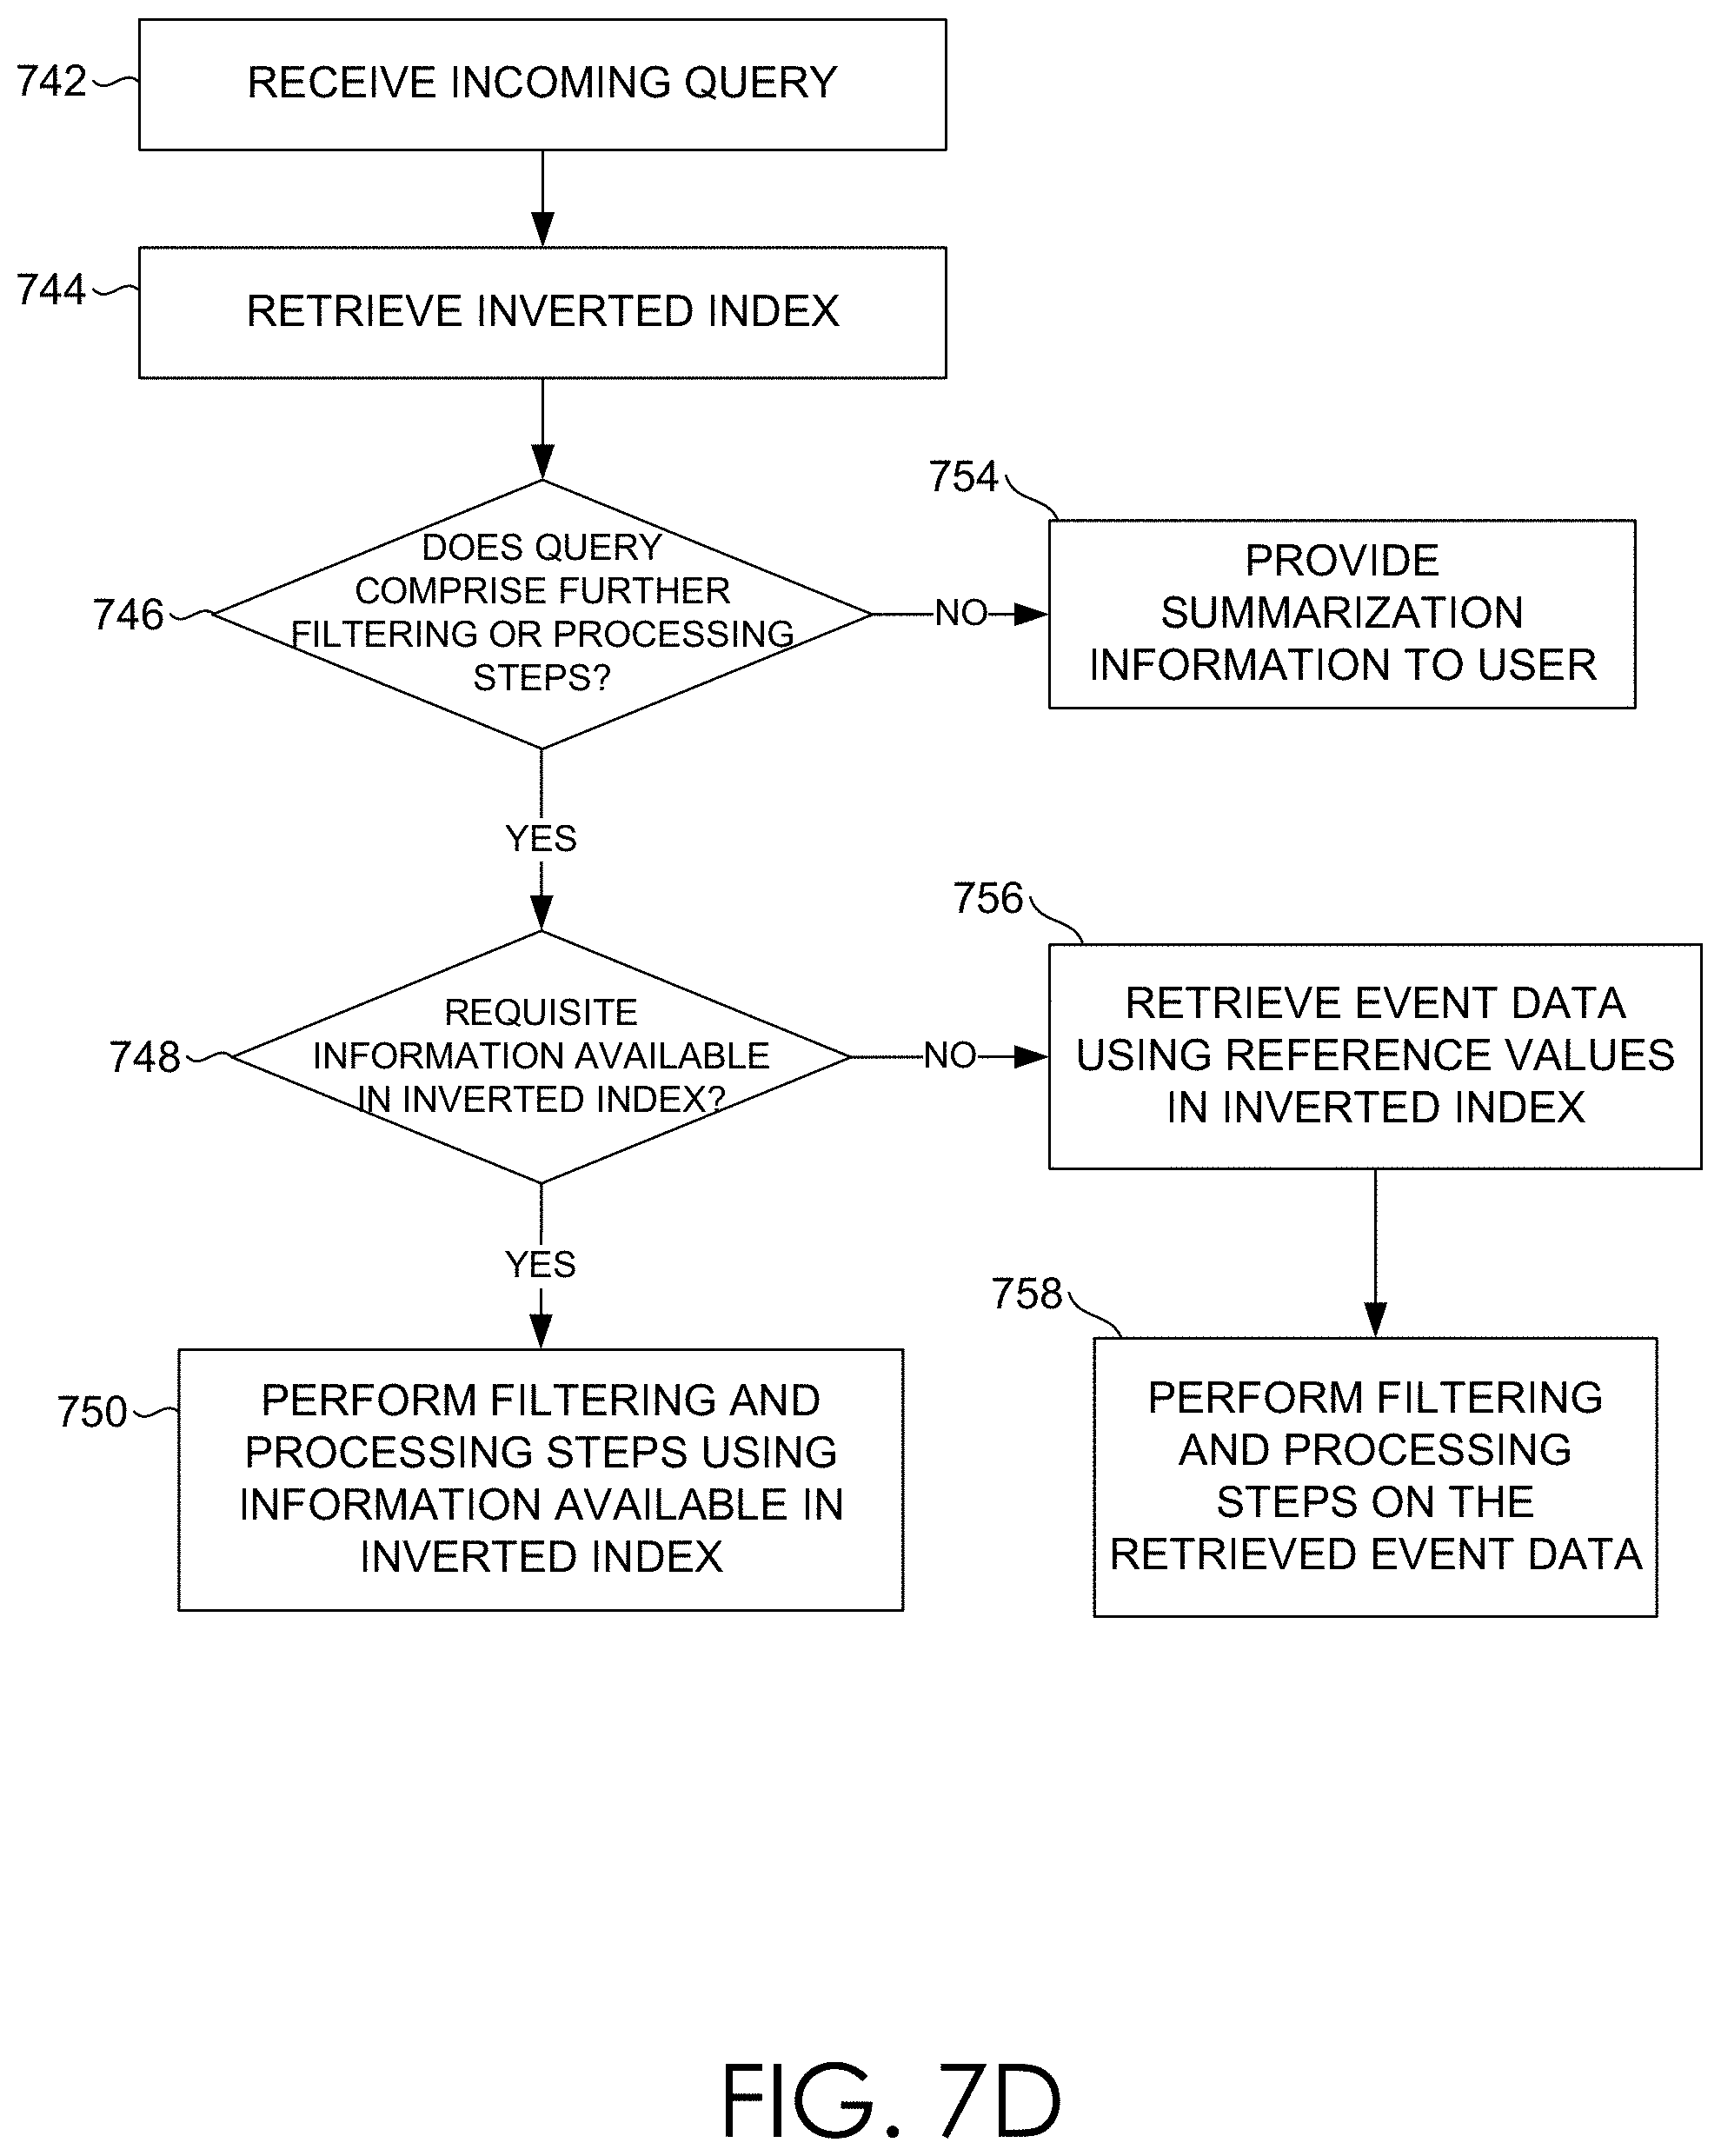 742
RECEIVE INCOMING QUERY
744
RETRIEVE INVERTED INDEX
746
DOES QUERY
COMPRISE FURTHER
FILTERING OR PROCESSING
STEPS?
NO
754
PROVIDE
SUMMARIZATION
INFORMATION TO USER
YES
748
REQUISITE
INFORMATION AVAILABLE
IN INVERTED INDEX?
NO
756
RETRIEVE EVENT DATA
USING REFERENCE VALUES
IN INVERTED INDEX
YES
750
PERFORM FILTERING AND
PROCESSING STEPS USING
INFORMATION AVAILABLE IN
INVERTED INDEX
758
PERFORM FILTERING
AND PROCESSING
STEPS ON THE
RETRIEVED EVENT DATA
FIG. 7D